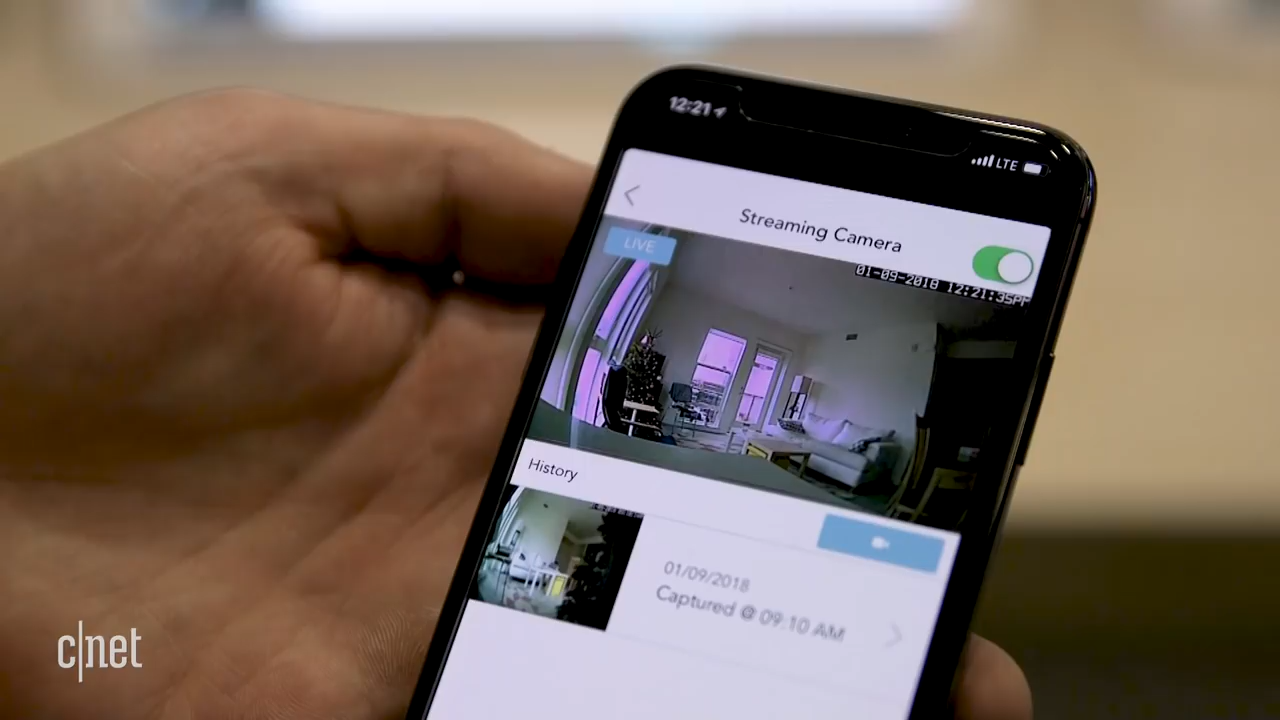 12:21
LTE
Streaming Camera
LIVE
01-09-2018 12:21:35PM
History
01/09/2018
Captured @ 09:10 AM
c|net